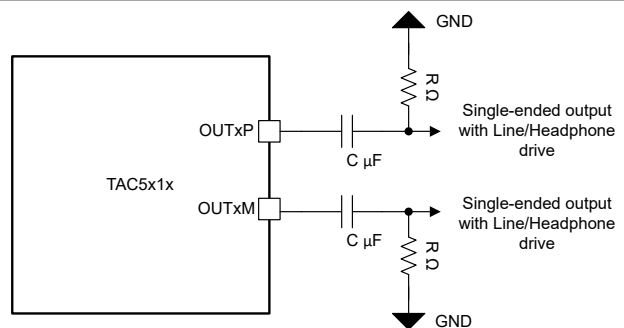 GND
R Ω
OUTxP
C µF
Single-ended output
with Line/Headphone
drive
TAC5x1x
OUTxM
C µF
Single-ended output
with Line/Headphone
drive
R Ω
GND